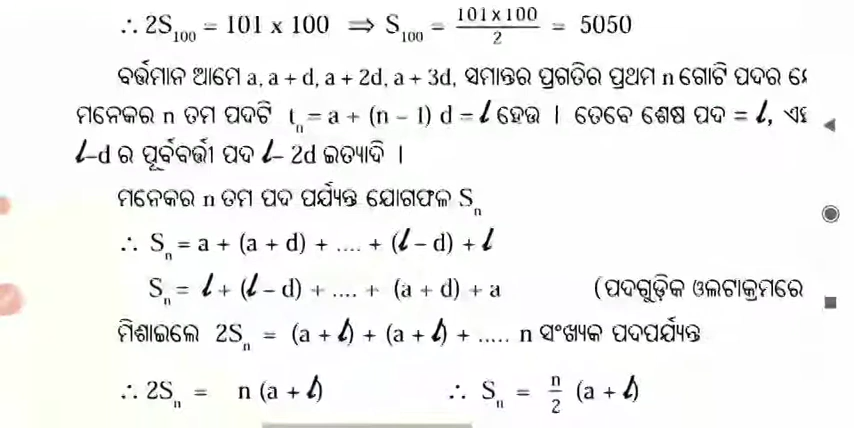 ∴ 2S₁₀₀ = 101 x 100 ⟹ S₁₀₀ = (101 x 100)/2 = 5050
ବର୍ତ୍ତମାନ ଆମେ a, a + d, a + 2d, a + 3d, ସମାନ୍ତର ପ୍ରଗତିର ପ୍ରଥମ n ଗୋଟି ପଦର
ମନେକର n ତମ ପଦଟି tₙ = a + (n – 1) d = l ହେଉ । ତେବେ ଶେଷ ପଦ = l,
l–d ର ପୂର୍ବବର୍ତ୍ତୀ ପଦ l – 2d ଇତ୍ୟାଦି ।
ମନେକର n ତମ ପଦ ପର୍ଯ୍ୟନ୍ତ ଯୋଗଫଳ Sₙ
∴ Sₙ = a + (a + d) + .... + (l – d) + l
Sₙ = l + (l – d) + .... + (a + d) + a (ପଦଗୁଡ଼ିକ ଓଲଟାକ୍ରମରେ
ମିଶାଇଲେ 2Sₙ = (a + l) + (a + l) + ..... n ସଂଖ୍ୟକ ପଦପର୍ଯ୍ୟନ୍ତ
∴ 2Sₙ = n (a + l) ∴ Sₙ = n/2 (a + l)